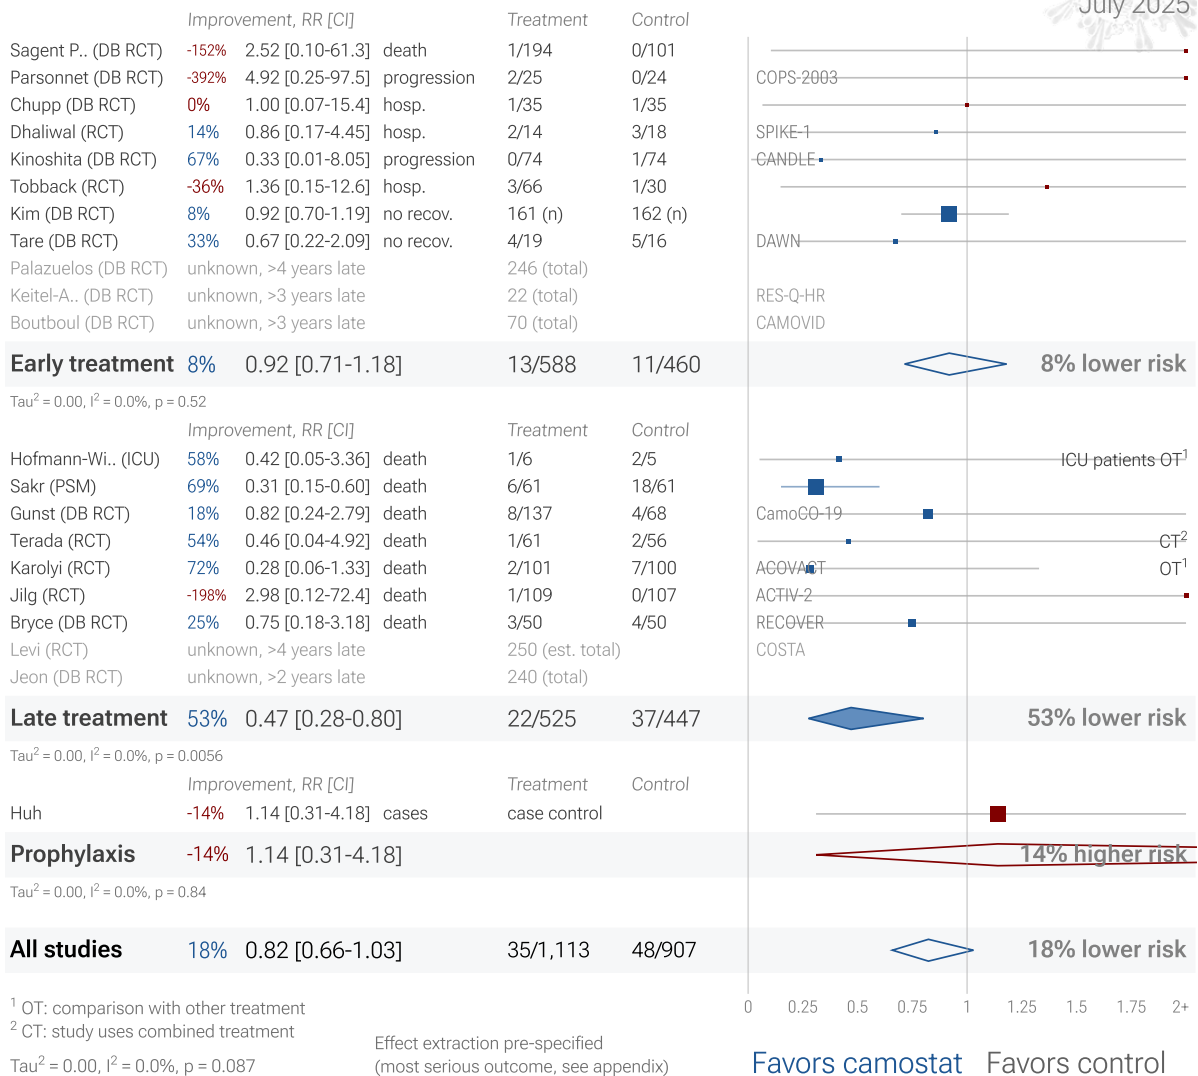 July 2025
Improvement, RR [CI] Treatment Control
Sagent P.. (DB RCT) -152% 2.52 [0.10-61.3] death 1/194 0/101
Parsonnet (DB RCT) -392% 4.92 [0.25-97.5] progression 2/25 0/24 COPS-2003
Chupp (DB RCT) 0% 1.00 [0.07-15.4] hosp. 1/35 1/35
Dhaliwal (RCT) 14% 0.86 [0.17-4.45] hosp. 2/14 3/18 SPIKE-1
Kinoshita (DB RCT) 67% 0.33 [0.01-8.05] progression 0/74 1/74 CANDLE
Tobback (RCT) -36% 1.36 [0.15-12.6] hosp. 3/66 1/30
Kim (DB RCT) 8% 0.92 [0.70-1.19] no recov. 161 (n) 162 (n)
Tare (DB RCT) 33% 0.67 [0.22-2.09] no recov. 4/19 5/16 DAWN
Palazuelos (DB RCT) unknown, >4 years late 246 (total)
Keitel-A.. (DB RCT) unknown, >3 years late 22 (total) RES-Q-HR
Boutboul (DB RCT) unknown, >3 years late 70 (total) CAMOVID
Early treatment 8% 0.92 [0.71-1.18] 13/588 11/460 8% lower risk
Tau² = 0.00, I² = 0.0%, p = 0.52
Improvement, RR [CI] Treatment Control
Hofmann-Wi.. (ICU) 58% 0.42 [0.05-3.36] death 1/6 2/5 ICU patients OT¹
Sakr (PSM) 69% 0.31 [0.15-0.60] death 6/61 18/61
Gunst (DB RCT) 18% 0.82 [0.24-2.79] death 8/137 4/68 CamoCO-19
Terada (RCT) 54% 0.46 [0.04-4.92] death 1/61 2/56 CT²
Karolyi (RCT) 72% 0.28 [0.06-1.33] death 2/101 7/100 ACOVACT OT¹
Jilg (RCT) -198% 2.98 [0.12-72.4] death 1/109 0/107 ACTIV-2
Bryce (DB RCT) 25% 0.75 [0.18-3.18] death 3/50 4/50 RECOVER
Levi (RCT) unknown, >4 years late 250 (est. total) COSTA
Jeon (DB RCT) unknown, >2 years late 240 (total)
Late treatment 53% 0.47 [0.28-0.80] 22/525 37/447 53% lower risk
Tau² = 0.00, I² = 0.0%, p = 0.0056
Improvement, RR [CI] Treatment Control
Huh -14% 1.14 [0.31-4.18] cases case control
Prophylaxis -14% 1.14 [0.31-4.18] 14% higher risk
Tau² = 0.00, I² = 0.0%, p = 0.84
All studies 18% 0.82 [0.66-1.03] 35/1,113 48/907 18% lower risk
0 0.25 0.5 0.75 1 1.25 1.5 1.75 2+
¹ OT: comparison with other treatment
² CT: study uses combined treatment
Tau² = 0.00, I² = 0.0%, p = 0.087
Effect extraction pre-specified
(most serious outcome, see appendix)
Favors camostat Favors control